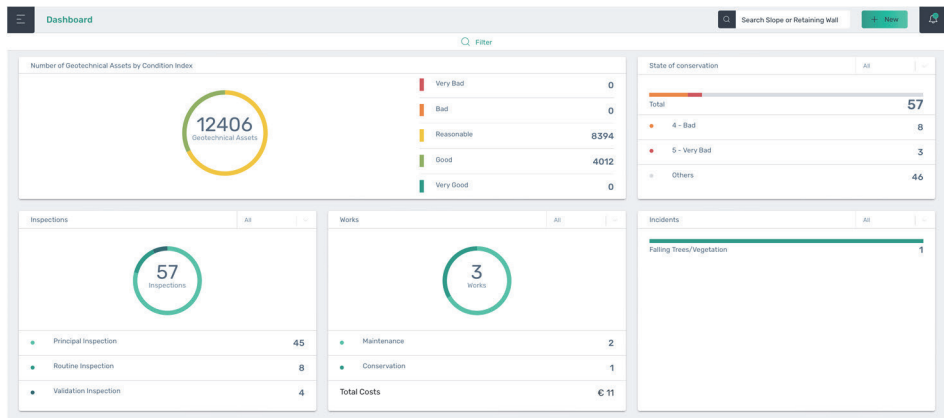 Dashboard
Search Slope or Retaining Wall
+ New
Filter
Number of Geotechnical Assets by Condition Index
12406
Geotechnical Assets
Very Bad 0
Bad 0
Reasonable 8394
Good 4012
Very Good 0
State of conservation All
Total 57
4 - Bad 8
5 - Very Bad 3
Others 46
Inspections All
57
Inspections
Principal Inspection 45
Routine Inspection 8
Validation Inspection 4
Works All
3
Works
Maintenance 2
Conservation 1
Total Costs € 11
Incidents All
Falling Trees/Vegetation 1